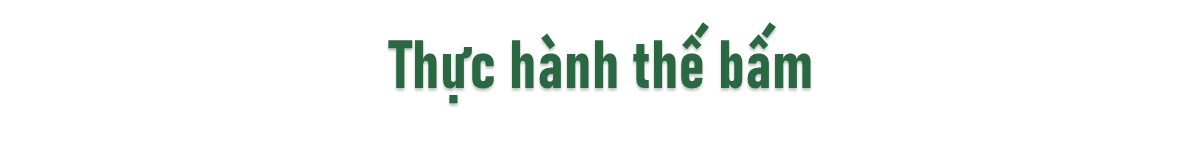 Thực hành thế bấm